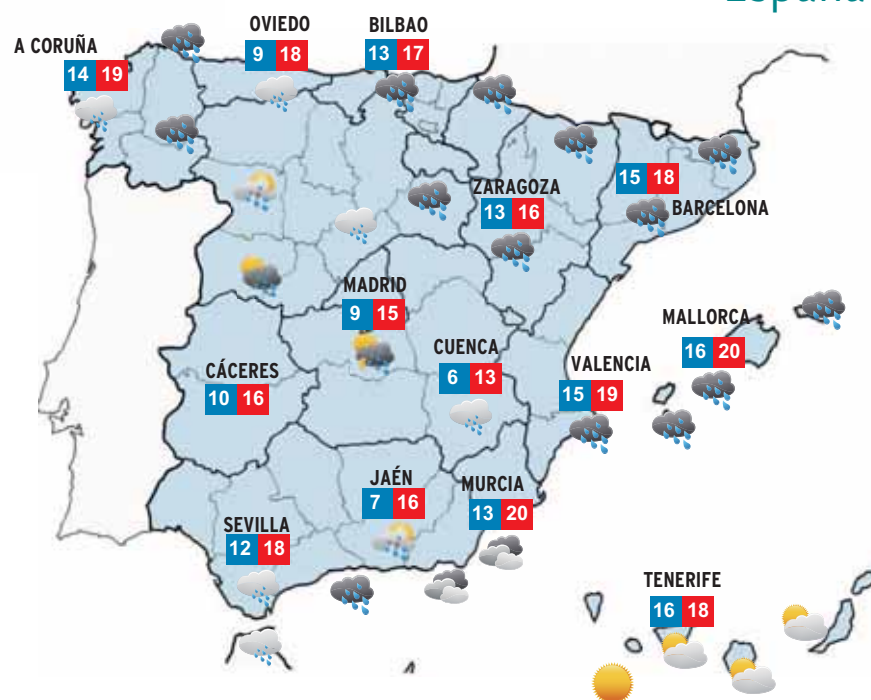 España
OVIEDO
9 18
BILBAO
13 17
A CORUÑA
14 19
ZARAGOZA
13 16
15 18
BARCELONA
MADRID
9 15
MALLORCA
16 20
CUENCA
6 13
VALENCIA
15 19
CÁCERES
10 16
JAÉN
7 16
MURCIA
13 20
SEVILLA
12 18
TENERIFE
16 18